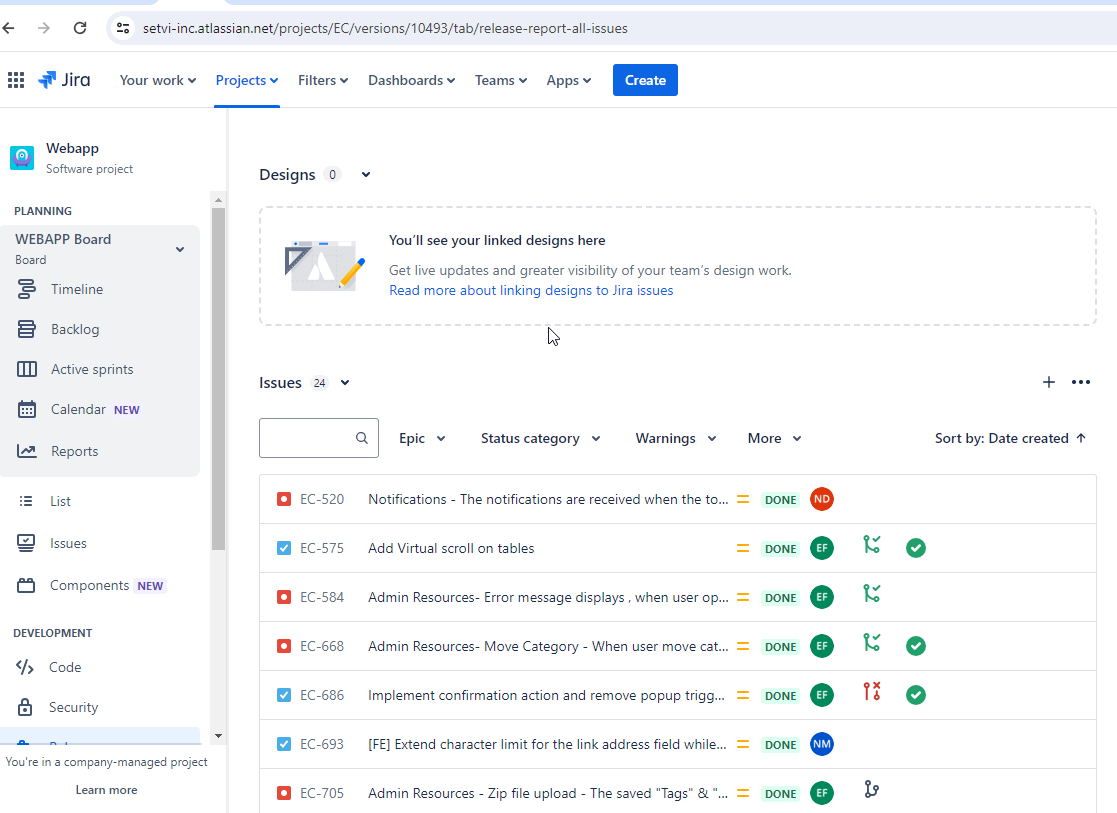 setvi-inc.atlassian.net/projects/EC/versions/10493/tab/release-report-all-issues
Jira Your work Projects Filters Dashboards Teams Apps Create
Webapp
Software project
PLANNING
WEBAPP Board
Board
Timeline
Backlog
Active sprints
Calendar NEW
Reports
List
Issues
Components NEW
DEVELOPMENT
Code
Security
You're in a company-managed project
Learn more
Designs 0
You'll see your linked designs here
Get live updates and greater visibility of your team's design work.
Read more about linking designs to Jira issues
Issues 24
Epic Status category Warnings More Sort by: Date created
EC-520 Notifications - The notifications are received when the to... DONE ND
EC-575 Add Virtual scroll on tables DONE EF
EC-584 Admin Resources- Error message displays , when user op... DONE EF
EC-668 Admin Resources- Move Category - When user move cat... DONE EF
EC-686 Implement confirmation action and remove popup trigg... DONE EF
EC-693 [FE] Extend character limit for the link address field while... DONE NM
EC-705 Admin Resources - Zip file upload - The saved "Tags" & "... DONE EF